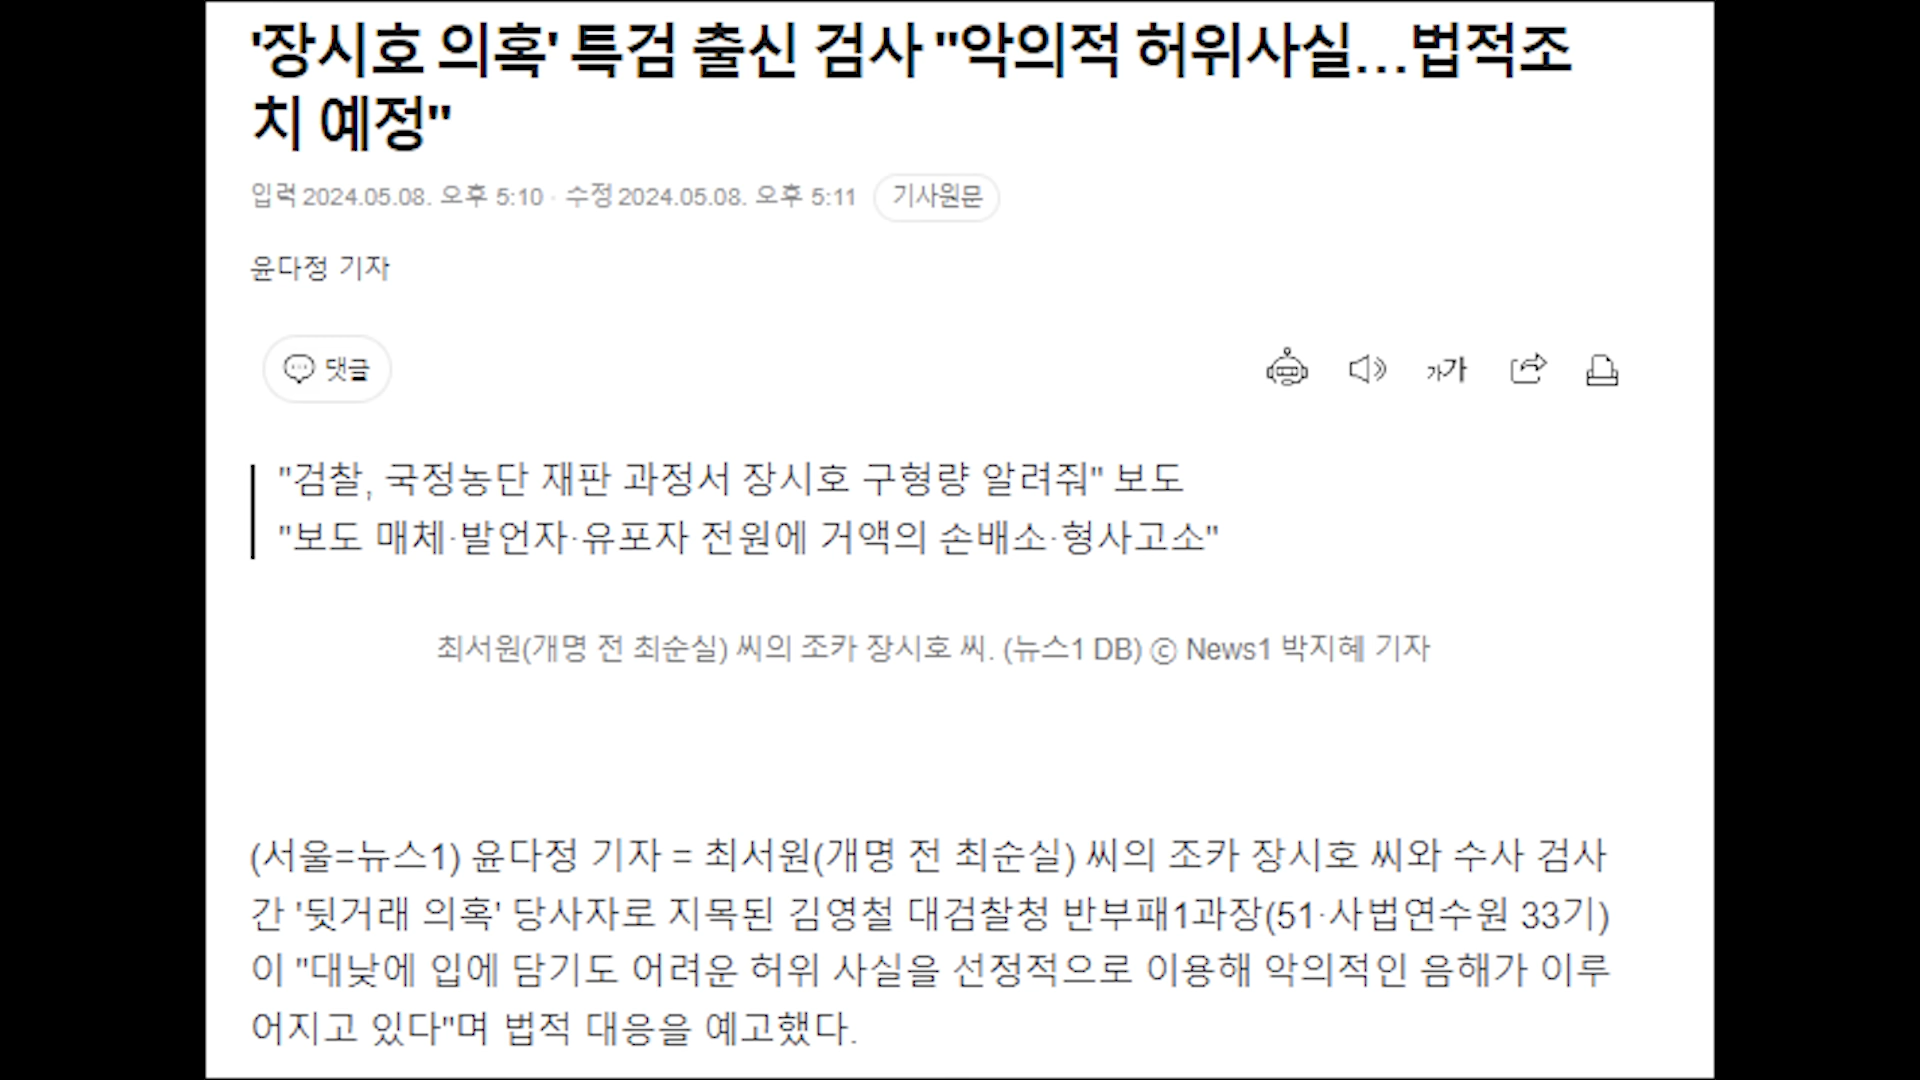 '장시호 의혹' 특검 출신 검사 "악의적 허위사실…법적조
치 예정"
입력 2024.05.08. 오후 5:10 · 수정 2024.05.08. 오후 5:11 기사원문
윤다정 기자
댓글 가가
"검찰, 국정농단 재판 과정서 장시호 구형량 알려줘" 보도
"보도 매체·발언자·유포자 전원에 거액의 손배소·형사고소"
최서원(개명 전 최순실) 씨의 조카 장시호 씨. (뉴스1 DB) ⓒ News1 박지혜 기자
(서울=뉴스1) 윤다정 기자 = 최서원(개명 전 최순실) 씨의 조카 장시호 씨와 수사 검사
간 '뒷거래 의혹' 당사자로 지목된 김영철 대검찰청 반부패1과장(51·사법연수원 33기)
이 "대낮에 입에 담기도 어려운 허위 사실을 선정적으로 이용해 악의적인 음해가 이루
어지고 있다"며 법적 대응을 예고했다.